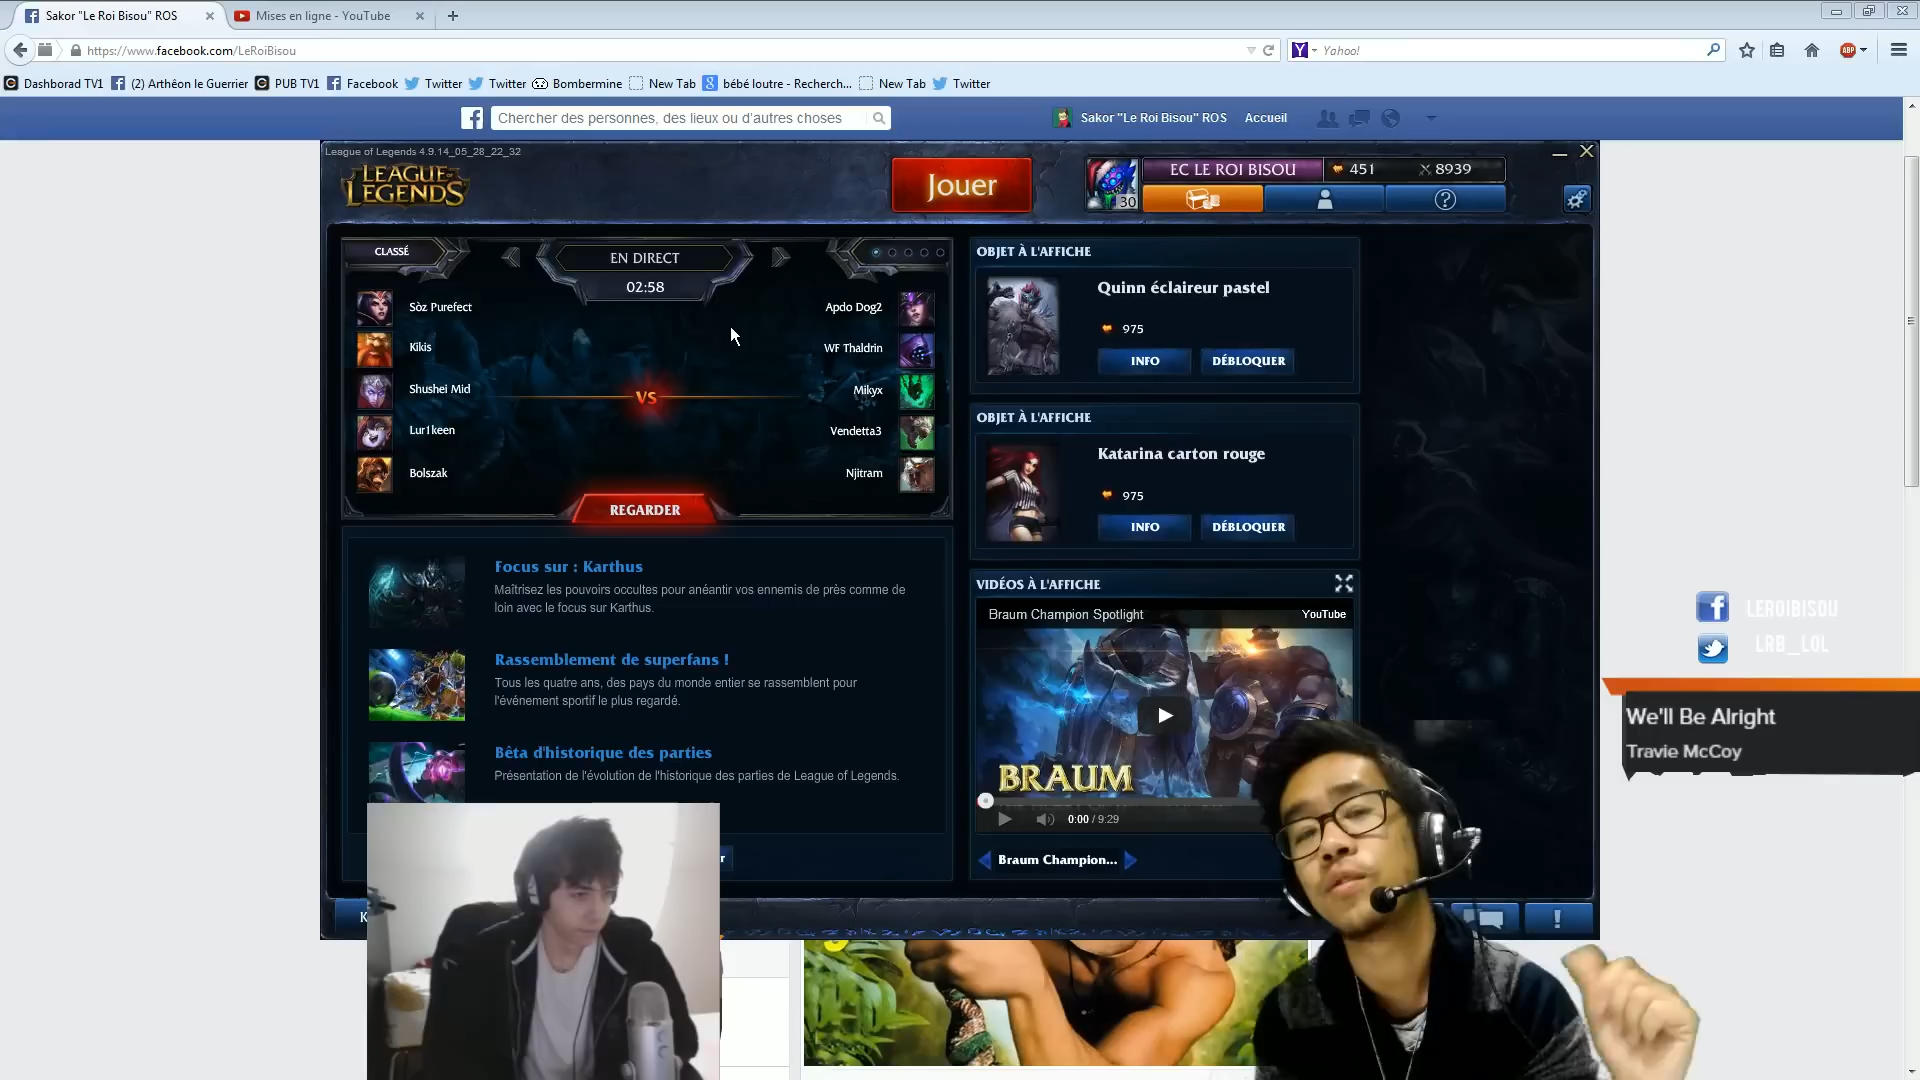 Sakor "Le Roi Bisou" ROS
Mises en ligne - YouTube
https://www.facebook.com/LeRoiBisou
Yahoo!
Dashborad TV1
(2) Arthêon le Guerrier
PUB TV1
Facebook
Twitter
Twitter
Bombermine
New Tab
bébé loutre - Recherch...
New Tab
Twitter
Chercher des personnes, des lieux ou d'autres choses
Sakor "Le Roi Bisou" ROS
Accueil
League of Legends 4.9.14_05_28_22_32
LEAGUE OF LEGENDS
Jouer
30
EC LE ROI BISOU
451
8939
CLASSÉ
EN DIRECT
02:58
Sòz Purefect
Apdo Dog2
Kikis
WF Thaldrin
Shushei Mid
VS
Mikyx
Lur1keen
Vendetta3
Bolszak
Njitram
REGARDER
Focus sur : Karthus
Maîtrisez les pouvoirs occultes pour anéantir vos ennemis de près comme de
loin avec le focus sur Karthus.
Rassemblement de superfans !
Tous les quatre ans, des pays du monde entier se rassemblent pour
l'événement sportif le plus regardé.
Bêta d'historique des parties
Présentation de l'évolution de l'historique des parties de League of Legends.
r
K
OBJET À L'AFFICHE
Quinn éclaireur pastel
975
INFO
DÉBLOQUER
OBJET À L'AFFICHE
Katarina carton rouge
975
INFO
DÉBLOQUER
VIDÉOS À L'AFFICHE
Braum Champion Spotlight
YouTube
BRAUM
0:00 / 9:29
Braum Champion...
LEROIBISOU
LRB_LOL
We'll Be Alright
Travie McCoy